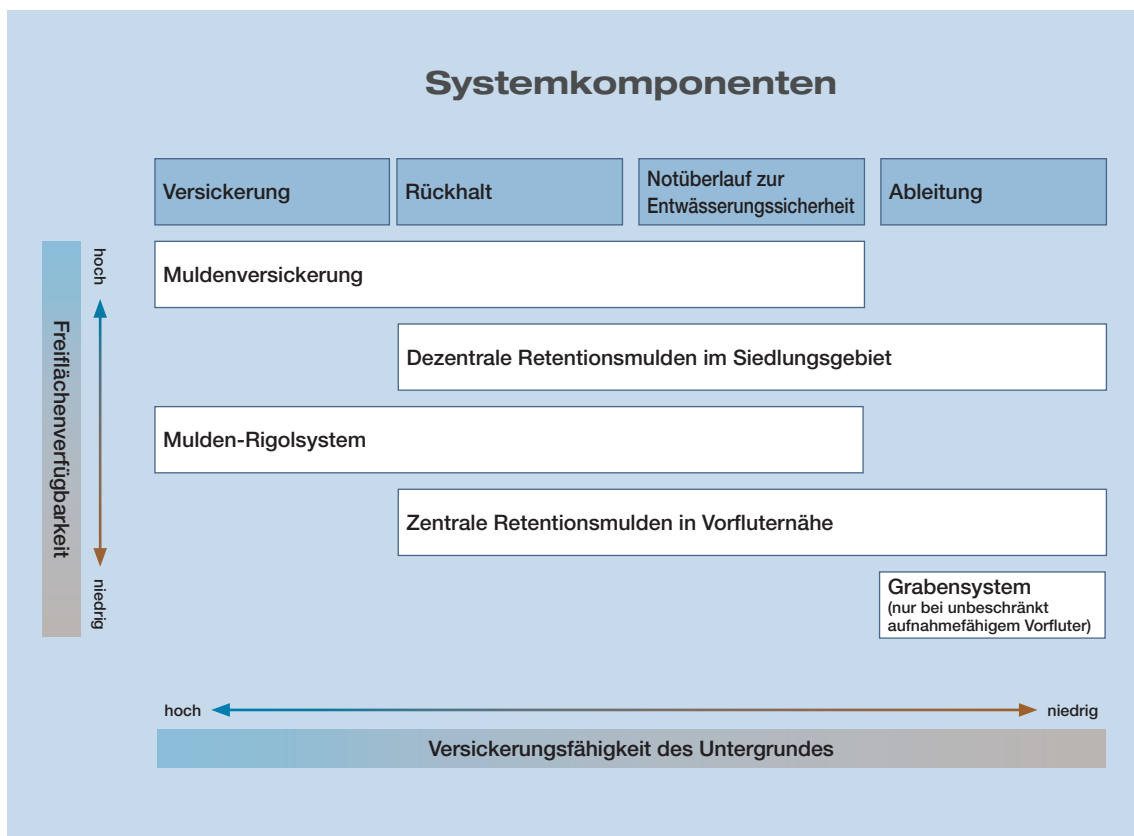 Systemkomponenten
Versickerung
Rückhalt
Notüberlauf zur
Entwässerungssicherheit
Ableitung
Freiflächenverfügbarkeit
hoch
niedrig
Muldenversickerung
Dezentrale Retentionsmulden im Siedlungsgebiet
Mulden-Rigolsystem
Zentrale Retentionsmulden in Vorfluternähe
Grabensystem
(nur bei unbeschränkt
aufnahmefähigem Vorfluter)
hoch
niedrig
Versickerungsfähigkeit des Untergrundes